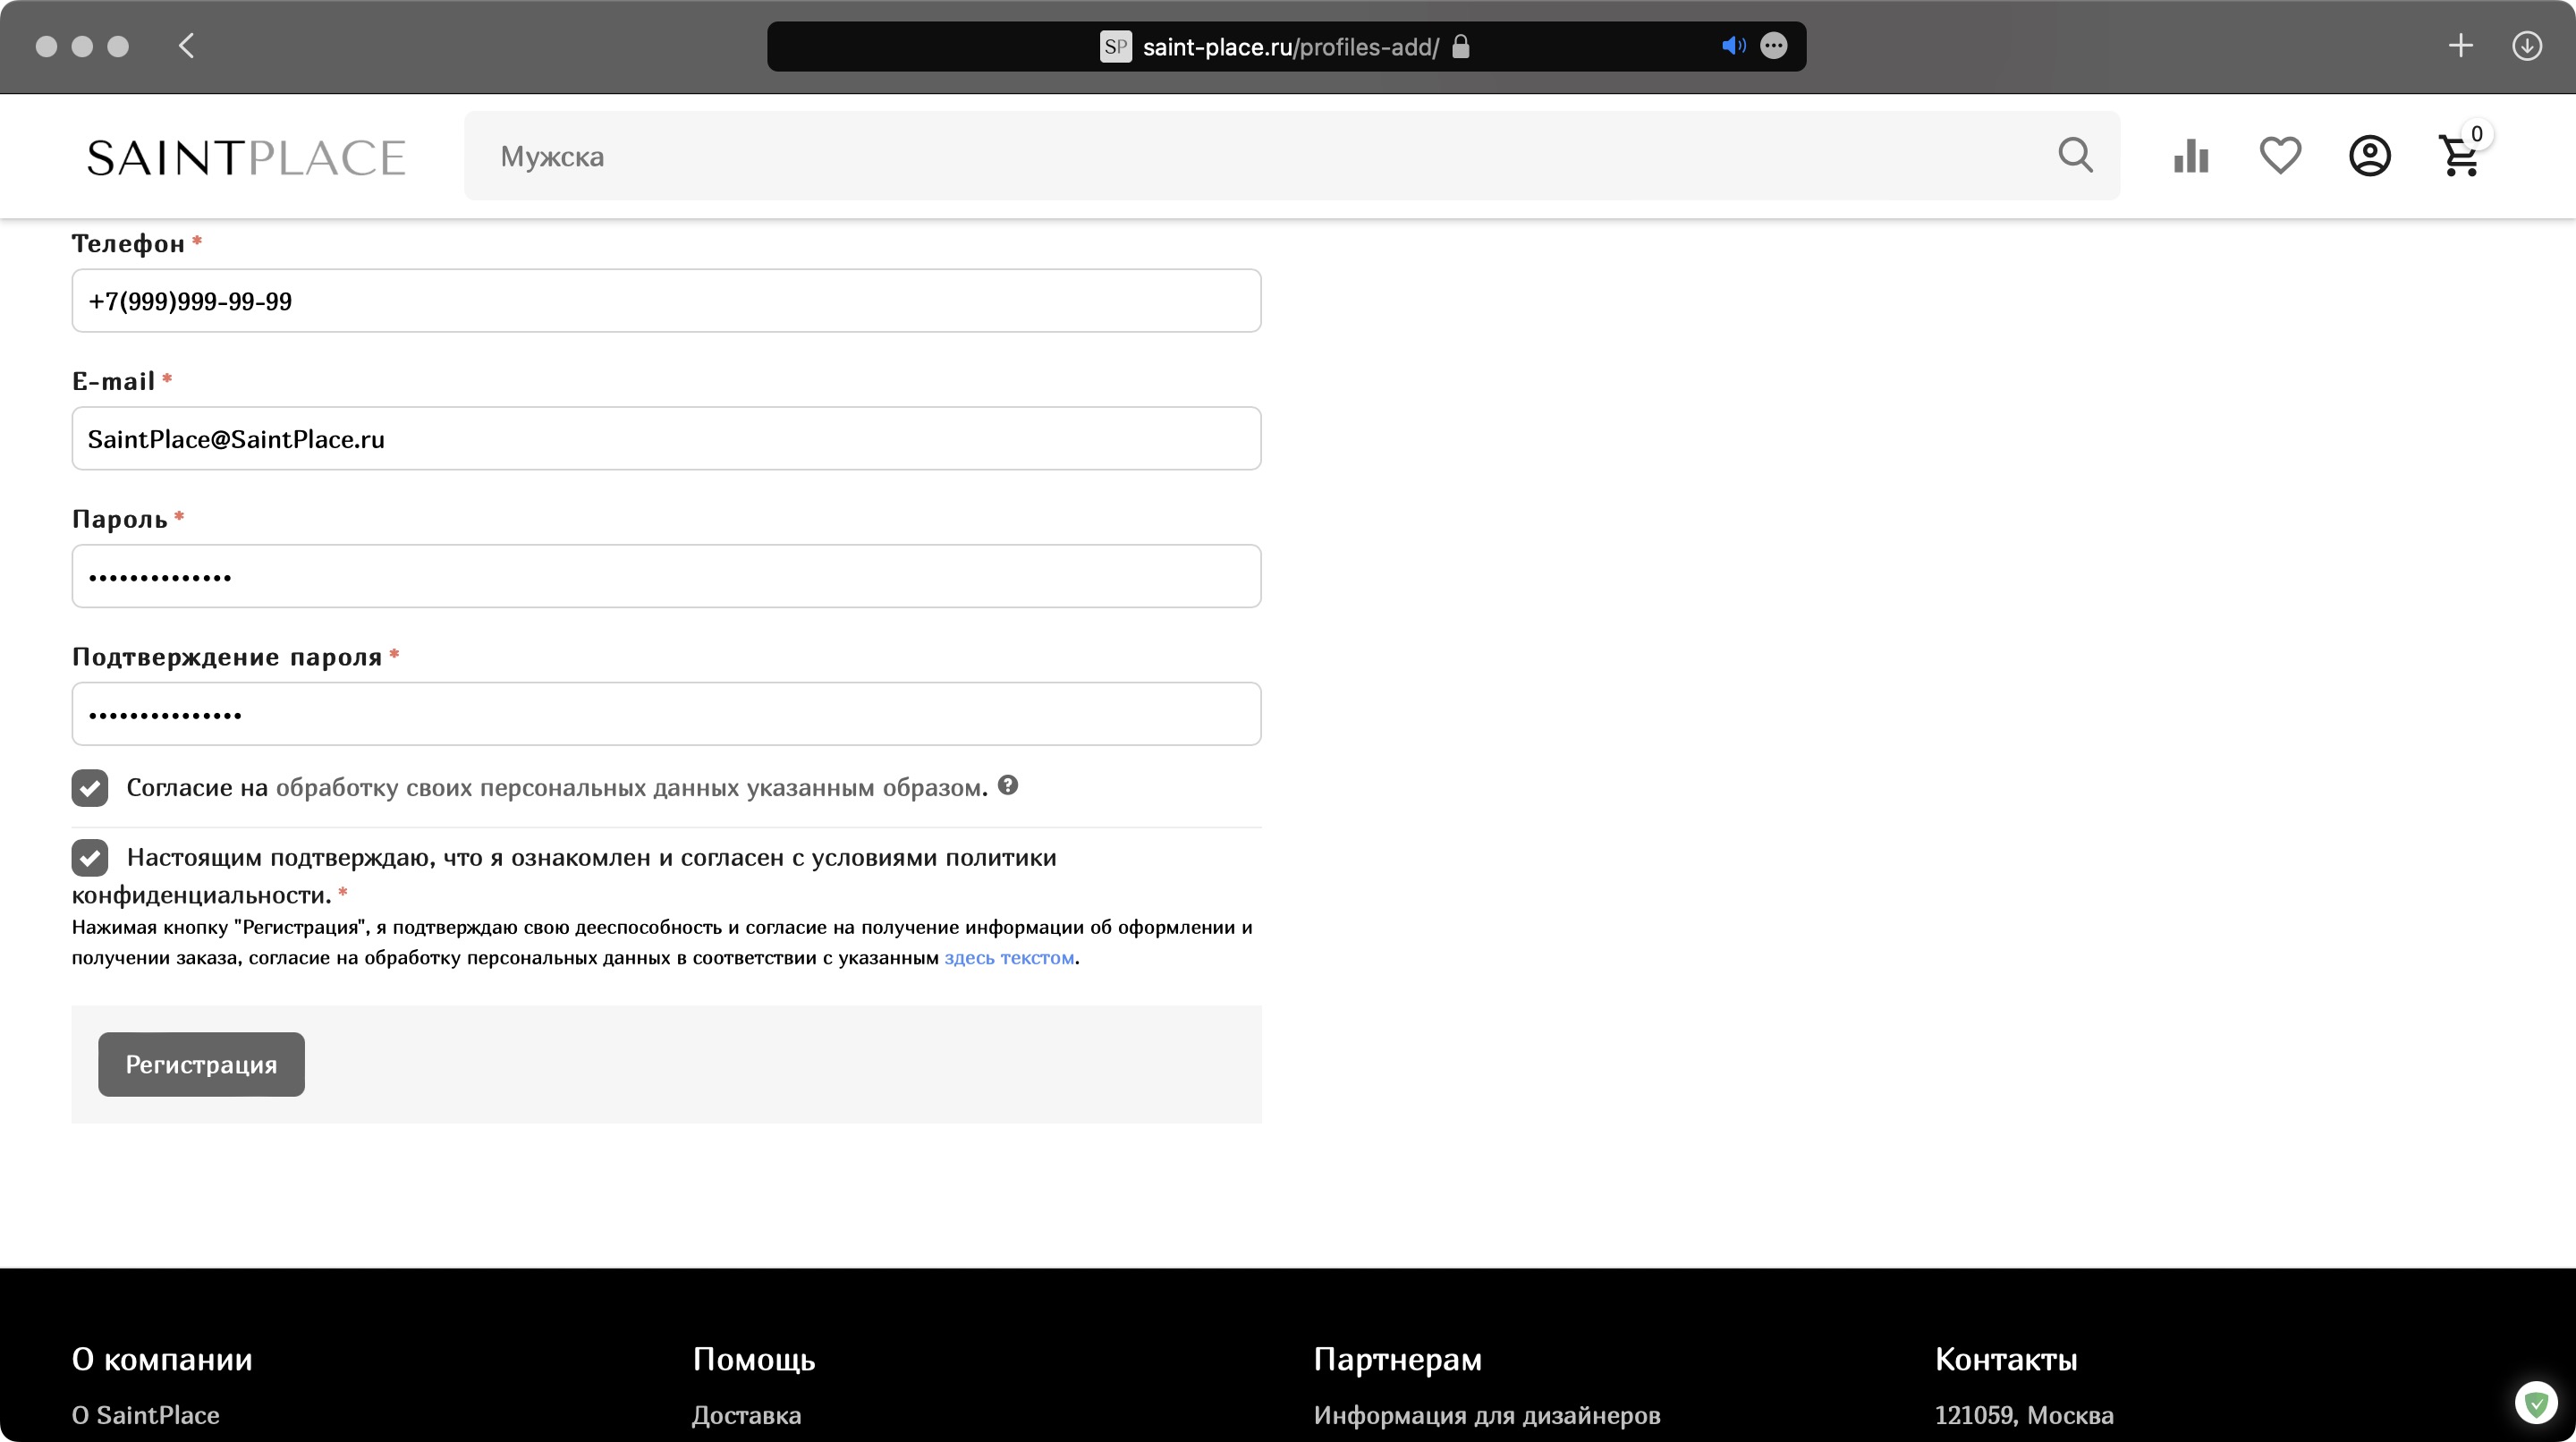 SP saint-place.ru/profiles-add/
SAINTPLACE
Мужска
0
Телефон *
+7(999)999-99-99
E-mail *
SaintPlace@SaintPlace.ru
Пароль *
••••••••••••••
Подтверждение пароля *
•••••••••••••••
Согласие на обработку своих персональных данных указанным образом. ?
Настоящим подтверждаю, что я ознакомлен и согласен с условиями политики
конфиденциальности. *
Нажимая кнопку "Регистрация", я подтверждаю свою дееспособность и согласие на получение информации об оформлении и
получении заказа, согласие на обработку персональных данных в соответствии с указанным здесь текстом.
Регистрация
О компании
О SaintPlace
Помощь
Доставка
Партнерам
Информация для дизайнеров
Контакты
121059, Москва